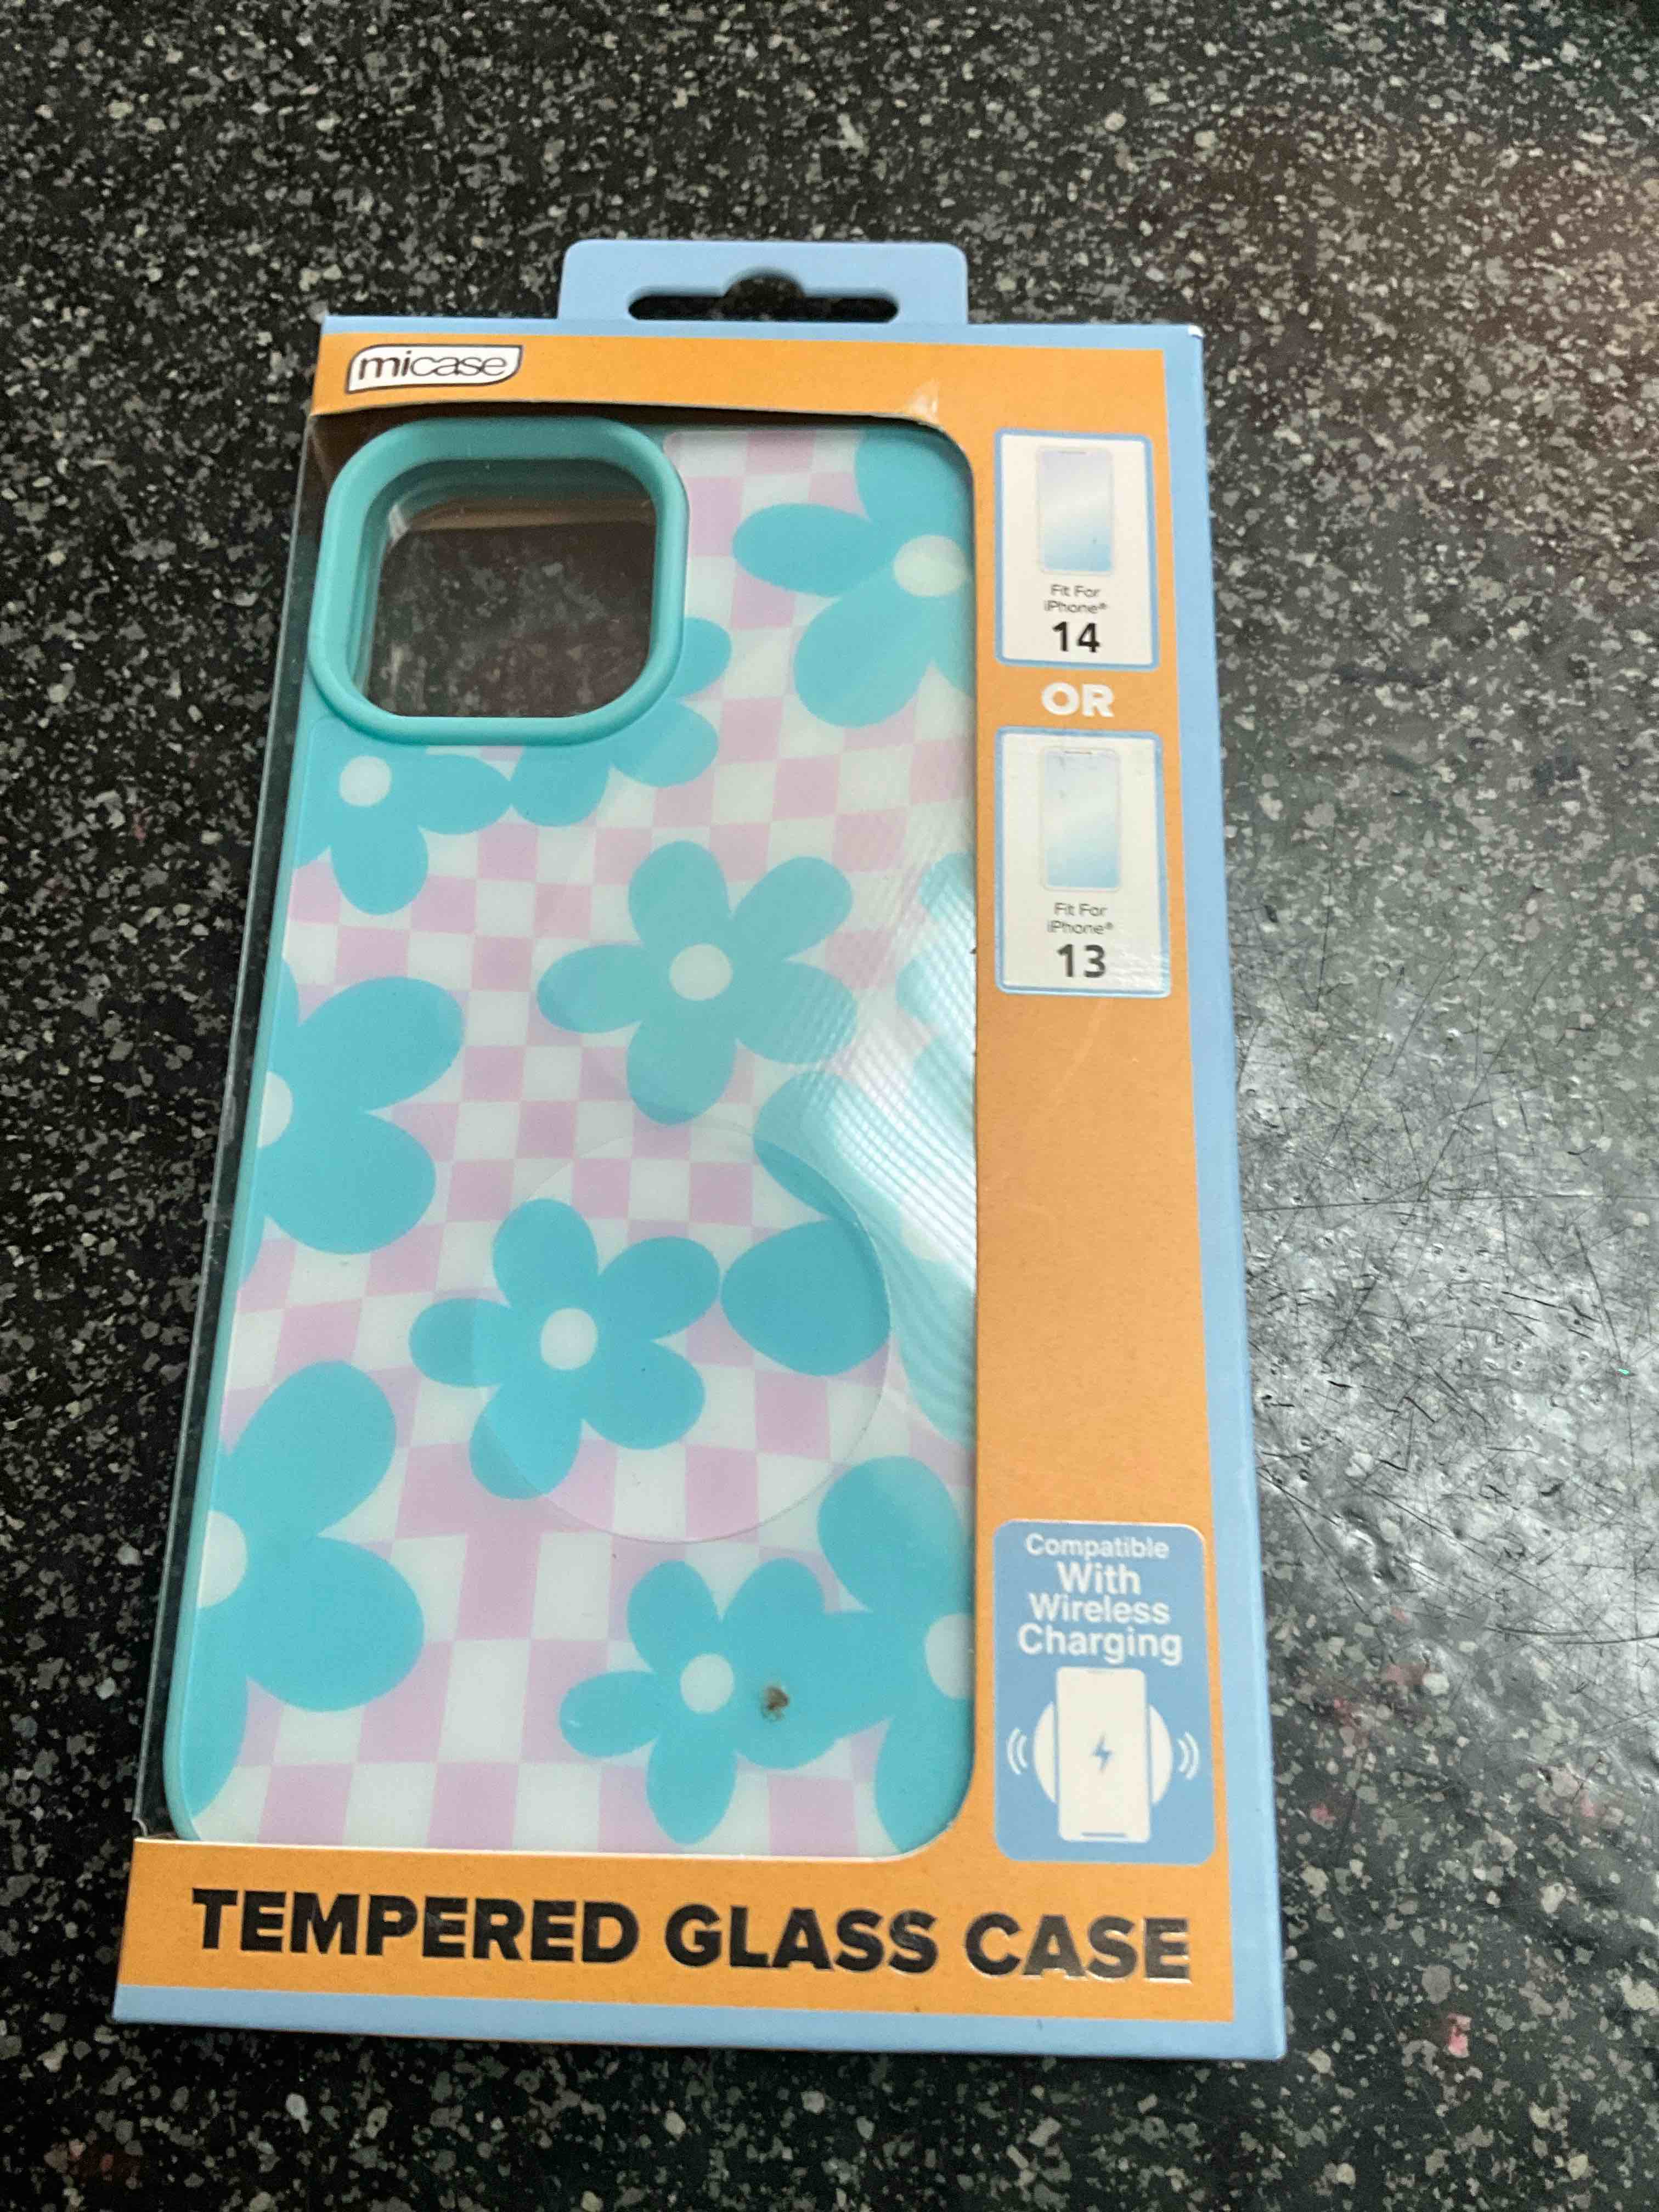 micase
Fit For
iPhone®
14
OR
Fit For
iPhone®
13
Compatible
With
Wireless
Charging
TEMPERED GLASS CASE